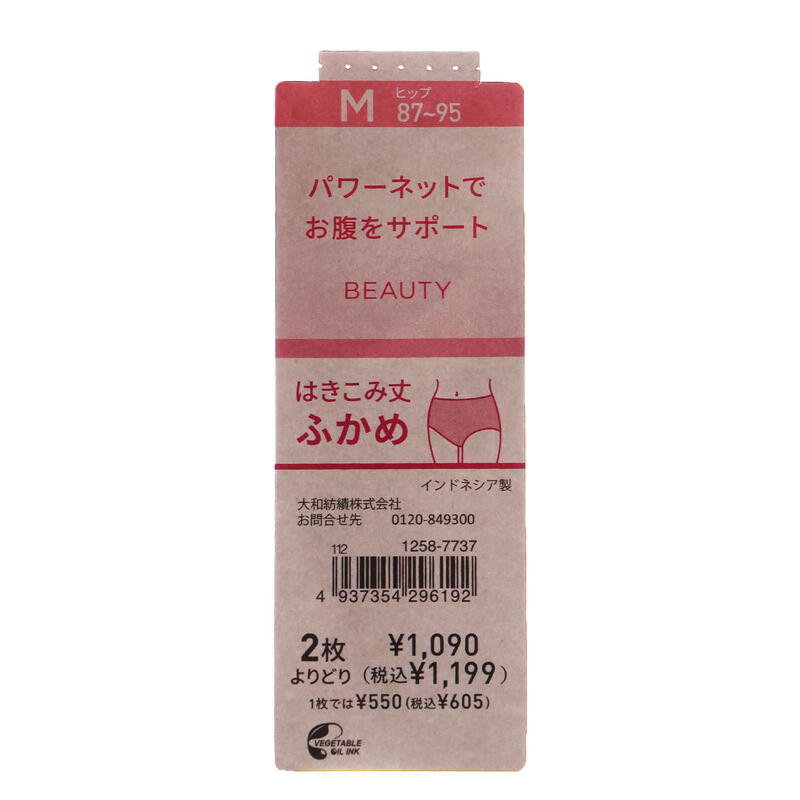 M ヒップ 87~95
パワーネットで
お腹をサポート
BEAUTY
はきこみ丈
ふかめ
インドネシア製
大和紡績株式会社
お問合せ先 0120-849300
112 1258-7737
4 937354 296192
2枚 ¥1,090
よりどり (税込¥1,199)
1枚では¥550(税込¥605)
VEGETABLE
OIL INK